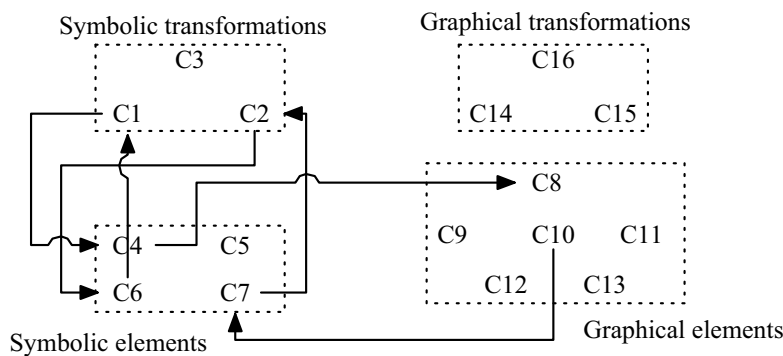 Symbolic transformations
Graphical transformations
C3
C16
C1 C2
C14 C15
C8
C4 C5
C9 C10 C11
C6 C7
C12 C13
Symbolic elements
Graphical elements